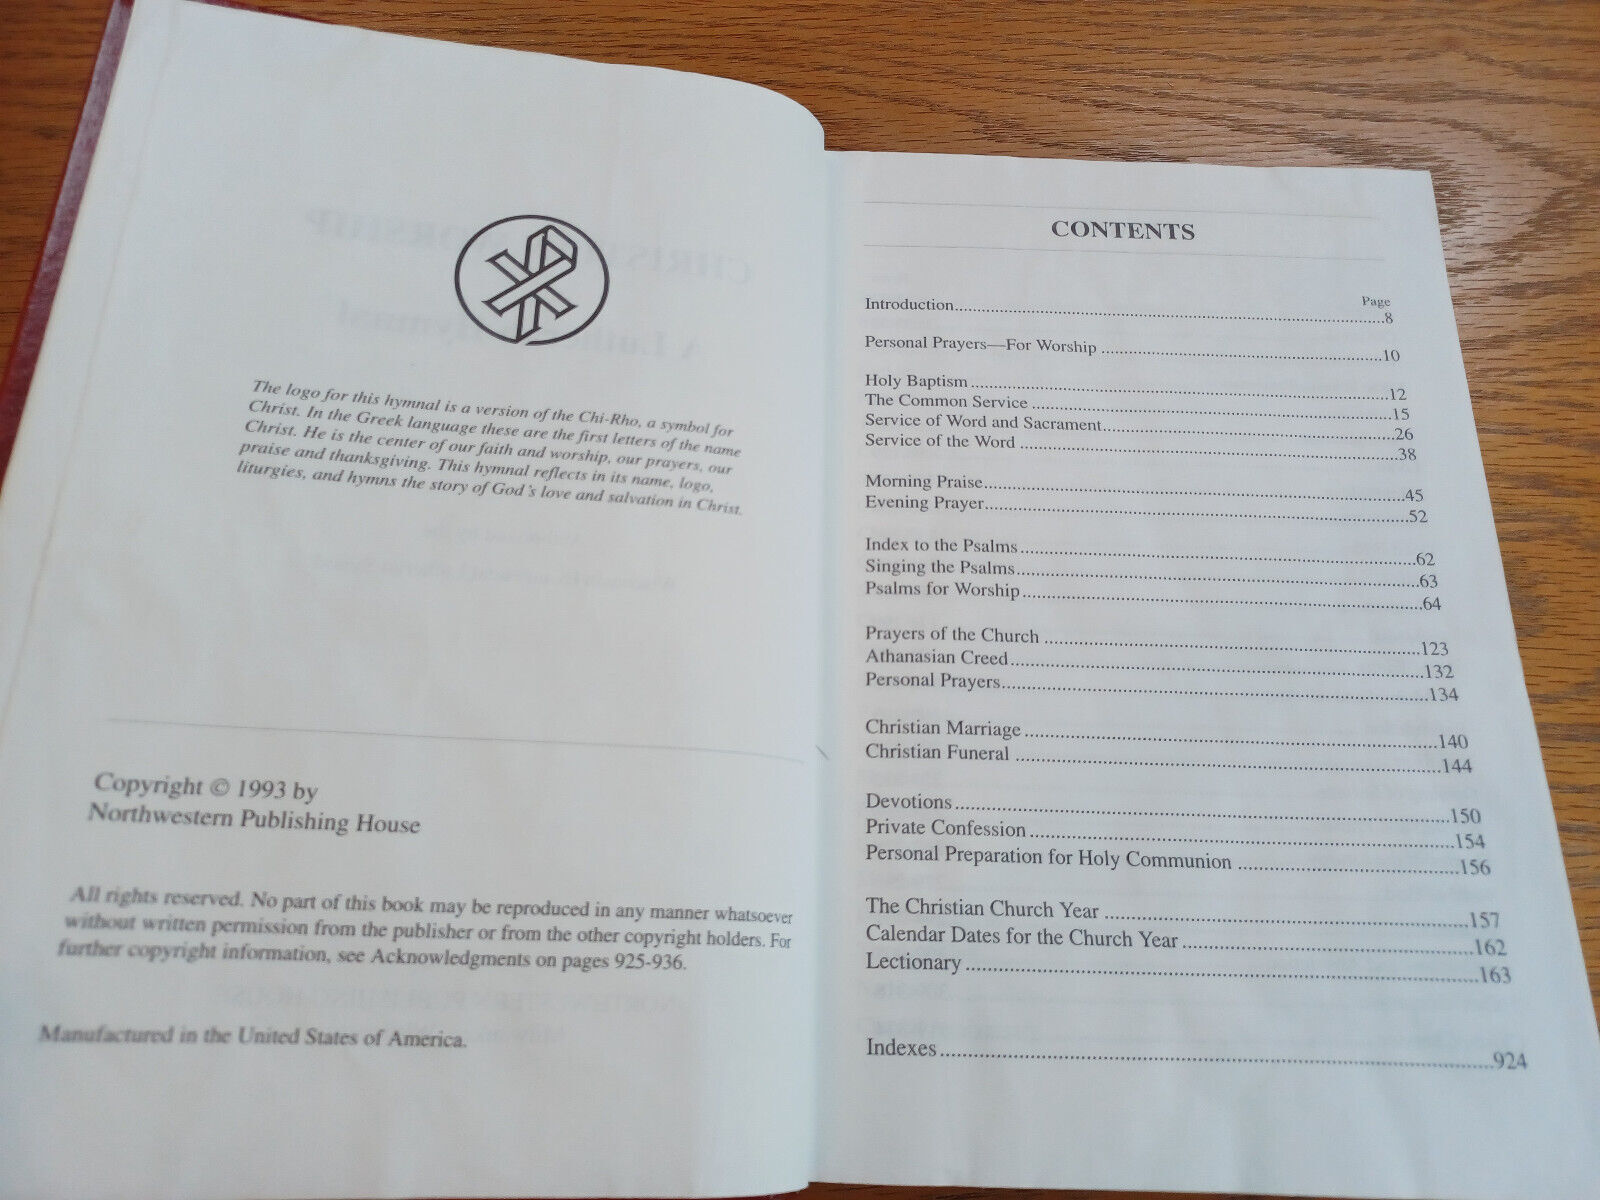 The logo for this hymnal is a version of the Chi-Rho, a symbol for
Christ. In the Greek language these are the first letters of the name
Christ. He is the center of our faith and worship, our prayers, our
praise and thanksgiving. This hymnal reflects in its name, logo,
liturgies, and hymns the story of God's love and salvation in Christ.
Copyright © 1993 by
Northwestern Publishing House
All rights reserved. No part of this book may be reproduced in any manner whatsoever
without written permission from the publisher or from the other copyright holders. For
further copyright information, see Acknowledgments on pages 925-936.
Manufactured in the United States of America.
CONTENTS
Page
Introduction....................8
Personal Prayers—For Worship ....................10
Holy Baptism ....................12
The Common Service ....................15
Service of Word and Sacrament....................26
Service of the Word ....................38
Morning Praise....................45
Evening Prayer....................52
Index to the Psalms ....................62
Singing the Psalms....................63
Psalms for Worship ....................64
Prayers of the Church ....................123
Athanasian Creed....................132
Personal Prayers....................134
Christian Marriage ....................140
Christian Funeral ....................144
Devotions ....................150
Private Confession ....................154
Personal Preparation for Holy Communion ....................156
The Christian Church Year ....................157
Calendar Dates for the Church Year ....................162
Lectionary ....................163
Indexes ....................924